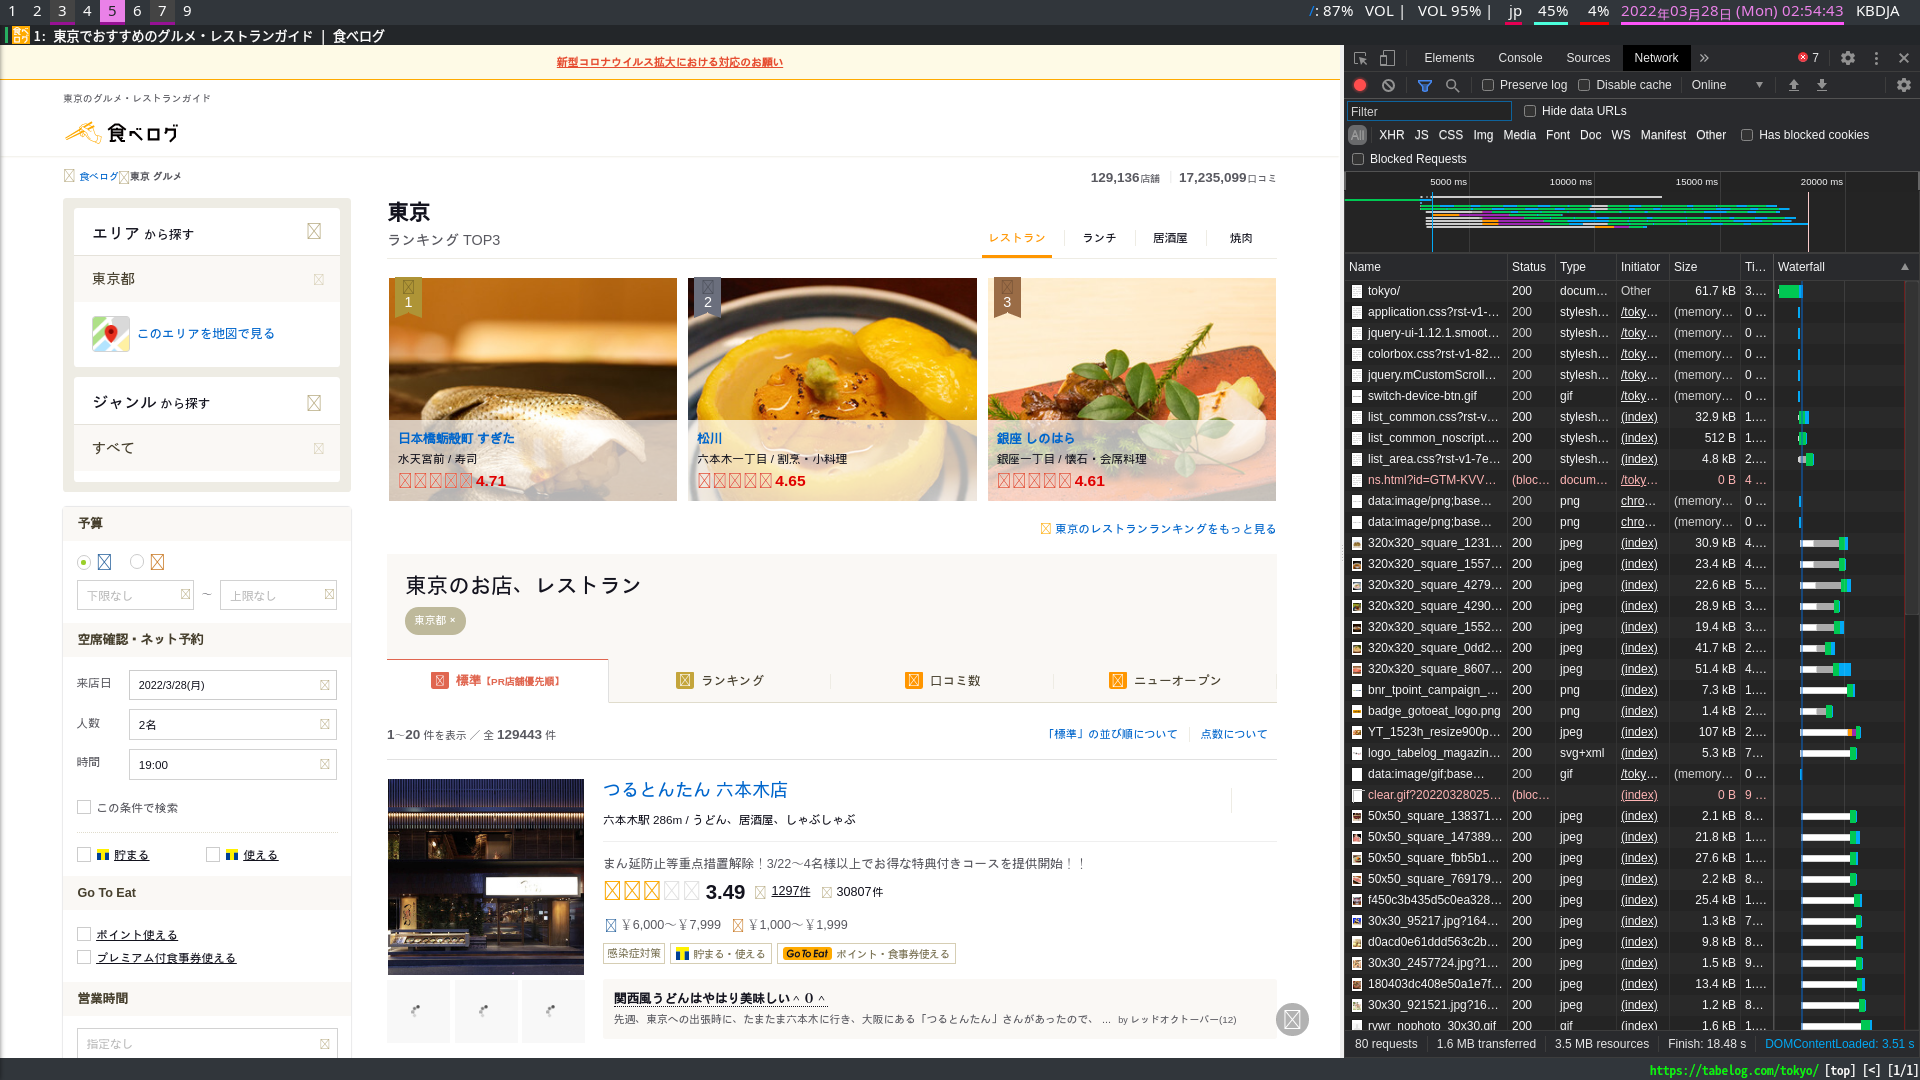 1 2 3 4 5 6 7 9
/: 87% VOL | VOL 95% | jp 45% 4% 2022年03月28日 (Mon) 02:54:43 KBDJA
1: 東京でおすすめのグルメ・レストランガイド | 食べログ
新型コロナウイルス拡大における対応のお願い
東京のグルメ・レストランガイド
食べログ
食べログ 東京 グルメ
129,136店舗 17,235,099口コミ
エリア から探す
東京都
このエリアを地図で見る
ジャンル から探す
すべて
東京
ランキング TOP3
レストラン ランチ 居酒屋 焼肉
1
日本橋蛎殻町 すぎた
水天宮前 / 寿司
4.71
2
松川
六本木一丁目 / 割烹・小料理
4.65
3
銀座 しのはら
銀座一丁目 / 懐石・会席料理
4.61
東京のレストランランキングをもっと見る
予算
下限なし ～ 上限なし
空席確認・ネット予約
来店日 2022/3/28(月)
人数 2名
時間 19:00
この条件で検索
貯まる 使える
Go To Eat
ポイント使える
プレミアム付食事券使える
営業時間
指定なし
東京のお店、レストラン
東京都 ×
標準【PR店舗優先順】 ランキング 口コミ数 ニューオープン
1～20 件を表示 ／ 全 129443 件
「標準」の並び順について 点数について
つるとんたん 六本木店
六本木駅 286m / うどん、居酒屋、しゃぶしゃぶ
まん延防止等重点措置解除！3/22～4名様以上でお得な特典付きコースを提供開始！！
3.49 1297件 30807件
￥6,000～￥7,999 ￥1,000～￥1,999
感染症対策 貯まる・使える Go To Eat ポイント・食事券使える
関西風うどんはやはり美味しい＾０＾
先週、東京への出張時に、たまたま六本木に行き、大阪にある「つるとんたん」さんがあったので、 ... by レッドオクトーバー(12)
Elements Console Sources Network » 7
Preserve log Disable cache Online
Filter Hide data URLs
All XHR JS CSS Img Media Font Doc WS Manifest Other Has blocked cookies
Blocked Requests
5000 ms 10000 ms 15000 ms 20000 ms
Name Status Type Initiator Size Ti… Waterfall
tokyo/ 200 docum… Other 61.7 kB 3.…
application.css?rst-v1-… 200 stylesh… /toky… (memory… 0 …
jquery-ui-1.12.1.smoot… 200 stylesh… /toky… (memory… 0 …
colorbox.css?rst-v1-82… 200 stylesh… /toky… (memory… 0 …
jquery.mCustomScroll… 200 stylesh… /toky… (memory… 0 …
switch-device-btn.gif 200 gif /toky… (memory… 0 …
list_common.css?rst-v… 200 stylesh… (index) 32.9 kB 1.…
list_common_noscript.… 200 stylesh… (index) 512 B 1.…
list_area.css?rst-v1-7e… 200 stylesh… (index) 4.8 kB 2.…
ns.html?id=GTM-KVV… (bloc… docum… /toky… 0 B 4 …
data:image/png;base… 200 png chro… (memory… 0 …
data:image/png;base… 200 png chro… (memory… 0 …
320x320_square_1231… 200 jpeg (index) 30.9 kB 4.…
320x320_square_1557… 200 jpeg (index) 23.4 kB 4.…
320x320_square_4279… 200 jpeg (index) 22.6 kB 5.…
320x320_square_4290… 200 jpeg (index) 28.9 kB 3.…
320x320_square_1552… 200 jpeg (index) 19.4 kB 3.…
320x320_square_0dd2… 200 jpeg (index) 41.7 kB 2.…
320x320_square_8607… 200 jpeg (index) 51.4 kB 4.…
bnr_tpoint_campaign_… 200 png (index) 7.3 kB 1.…
badge_gotoeat_logo.png 200 png (index) 1.4 kB 2.…
YT_1523h_resize900p… 200 jpeg (index) 107 kB 2.…
logo_tabelog_magazin… 200 svg+xml (index) 5.3 kB 7…
data:image/gif;base… 200 gif /toky… (memory… 0 …
clear.gif?20220328025… (bloc… (index) 0 B 9 …
50x50_square_138371… 200 jpeg (index) 2.1 kB 8…
50x50_square_147389… 200 jpeg (index) 21.8 kB 1.…
50x50_square_fbb5b1… 200 jpeg (index) 27.6 kB 1.…
50x50_square_769179… 200 jpeg (index) 2.2 kB 8…
f450c3b435d5c0ea328… 200 jpeg (index) 25.4 kB 1.…
30x30_95217.jpg?164… 200 jpeg (index) 1.3 kB 7…
d0acd0e61ddd563c2b… 200 jpeg (index) 9.8 kB 8…
30x30_2457724.jpg?1… 200 jpeg (index) 1.5 kB 9…
180403dc408e50a1e7f… 200 jpeg (index) 13.4 kB 1.…
30x30_921521.jpg?16… 200 jpeg (index) 1.2 kB 8…
rvwr_nophoto_30x30.gif 200 gif (index) 1.6 kB 1.…
80 requests 1.6 MB transferred 3.5 MB resources Finish: 18.48 s DOMContentLoaded: 3.51 s
https://tabelog.com/tokyo/ [top] [<] [1/1]